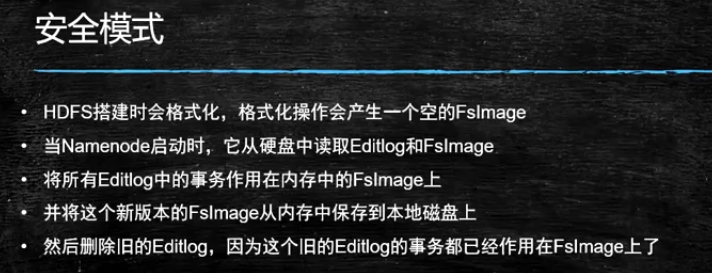 安全模式
• HDFS搭建时会格式化，格式化操作会产生一个空的FsImage
• 当Namenode启动时，它从硬盘中读取Editlog和FsImage
• 将所有Editlog中的事务作用在内存中的FsImage上
• 并将这个新版本的FsImage从内存中保存到本地磁盘上
• 然后删除旧的Editlog，因为这个旧的Editlog的事务都已经作用在FsImage上了